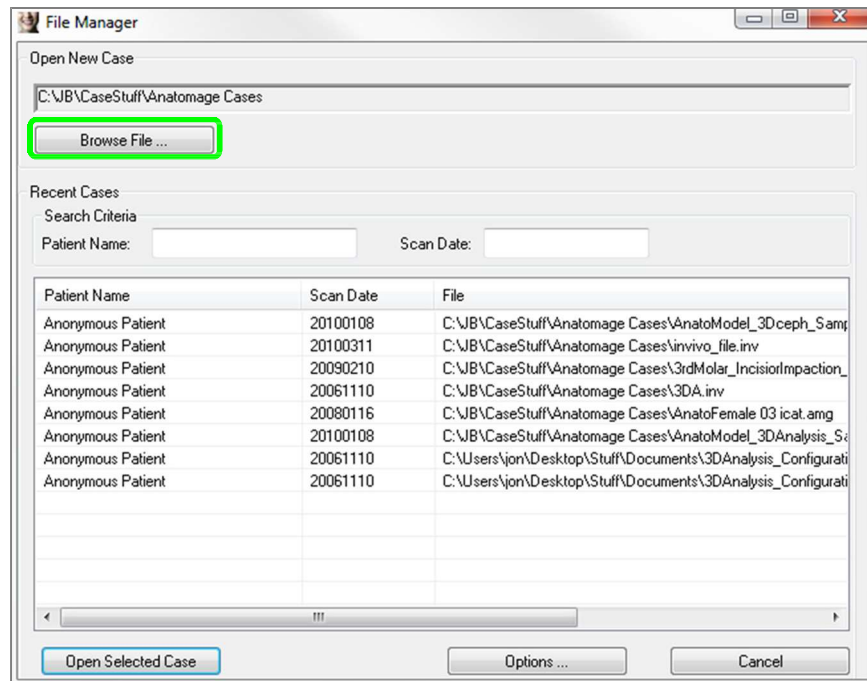 File Manager
Open New Case
C:\JB\CaseStuff\Anatomage Cases
Browse File ...
Recent Cases
Search Criteria
Patient Name: Scan Date:
Patient Name Scan Date File
Anonymous Patient 20100108 C:\JB\CaseStuff\Anatomage Cases\AnatoModel_3Dceph_Samp
Anonymous Patient 20100311 C:\JB\CaseStuff\Anatomage Cases\invivo_file.inv
Anonymous Patient 20090210 C:\JB\CaseStuff\Anatomage Cases\3rdMolar_IncisiorImpaction_
Anonymous Patient 20061110 C:\JB\CaseStuff\Anatomage Cases\3DA.inv
Anonymous Patient 20080116 C:\JB\CaseStuff\Anatomage Cases\AnatoFemale 03 icat.amg
Anonymous Patient 20100108 C:\JB\CaseStuff\Anatomage Cases\AnatoModel_3DAnalysis_Sa
Anonymous Patient 20061110 C:\Users\jon\Desktop\Stuff\Documents\3DAnalysis_Configurati
Anonymous Patient 20061110 C:\Users\jon\Desktop\Stuff\Documents\3DAnalysis_Configurati
Open Selected Case Options ... Cancel